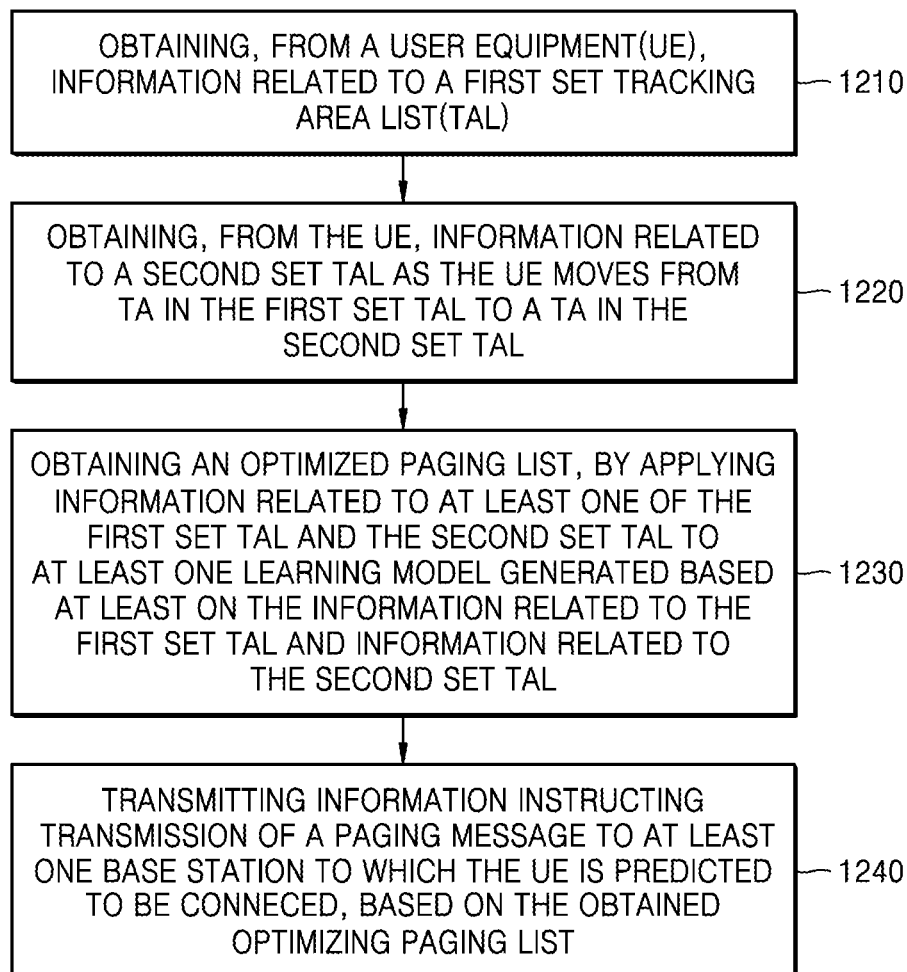 OBTAINING, FROM A USER EQUIPMENT(UE),
INFORMATION RELATED TO A FIRST SET TRACKING
AREA LIST(TAL)
1210
OBTAINING, FROM THE UE, INFORMATION RELATED
TO A SECOND SET TAL AS THE UE MOVES FROM
TA IN THE FIRST SET TAL TO A TA IN THE
SECOND SET TAL
1220
OBTAINING AN OPTIMIZED PAGING LIST, BY APPLYING
INFORMATION RELATED TO AT LEAST ONE OF THE
FIRST SET TAL AND THE SECOND SET TAL TO
AT LEAST ONE LEARNING MODEL GENERATED BASED
AT LEAST ON THE INFORMATION RELATED TO THE
FIRST SET TAL AND INFORMATION RELATED TO
THE SECOND SET TAL
1230
TRANSMITTING INFORMATION INSTRUCTING
TRANSMISSION OF A PAGING MESSAGE TO AT LEAST
ONE BASE STATION TO WHICH THE UE IS PREDICTED
TO BE CONNECED, BASED ON THE OBTAINED
OPTIMIZING PAGING LIST
1240